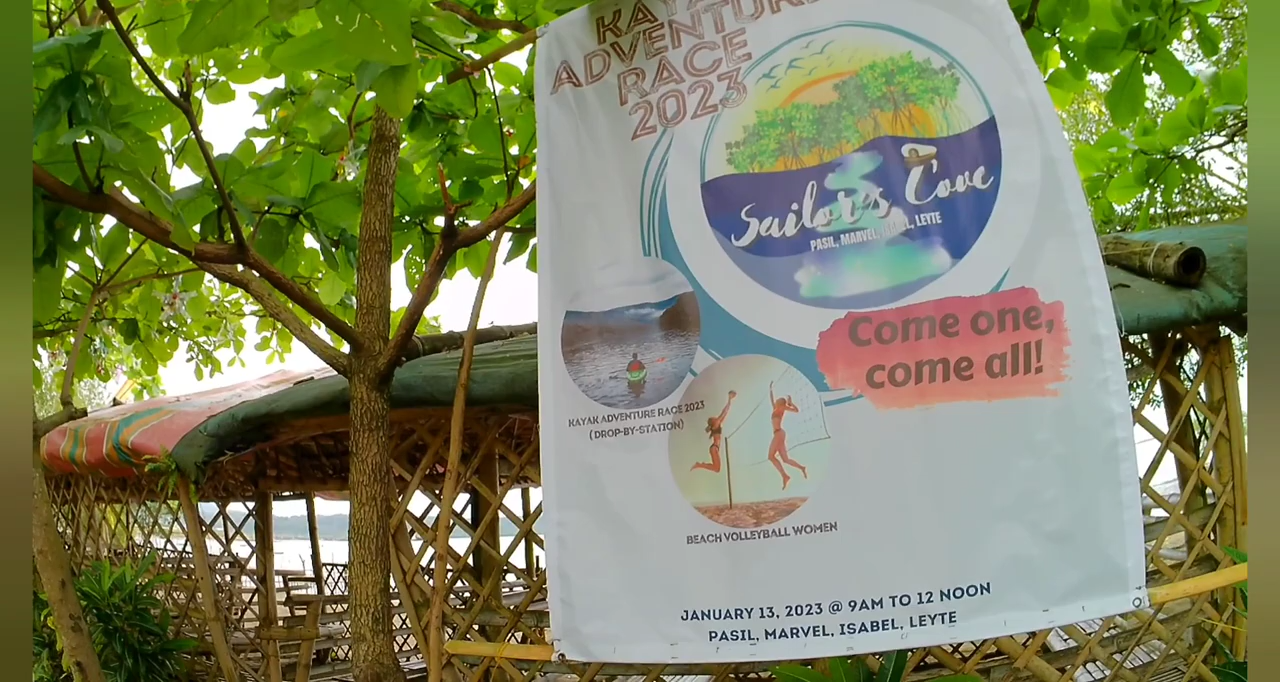 KAYAK
ADVENTURE
RACE
2023
Sailor's Cove
PASIL, MARVEL, ISABEL, LEYTE
Come one,
come all!
KAYAK ADVENTURE RACE 2023
( DROP-BY-STATION)
BEACH VOLLEYBALL WOMEN
JANUARY 13, 2023 @ 9AM TO 12 NOON
PASIL, MARVEL, ISABEL, LEYTE